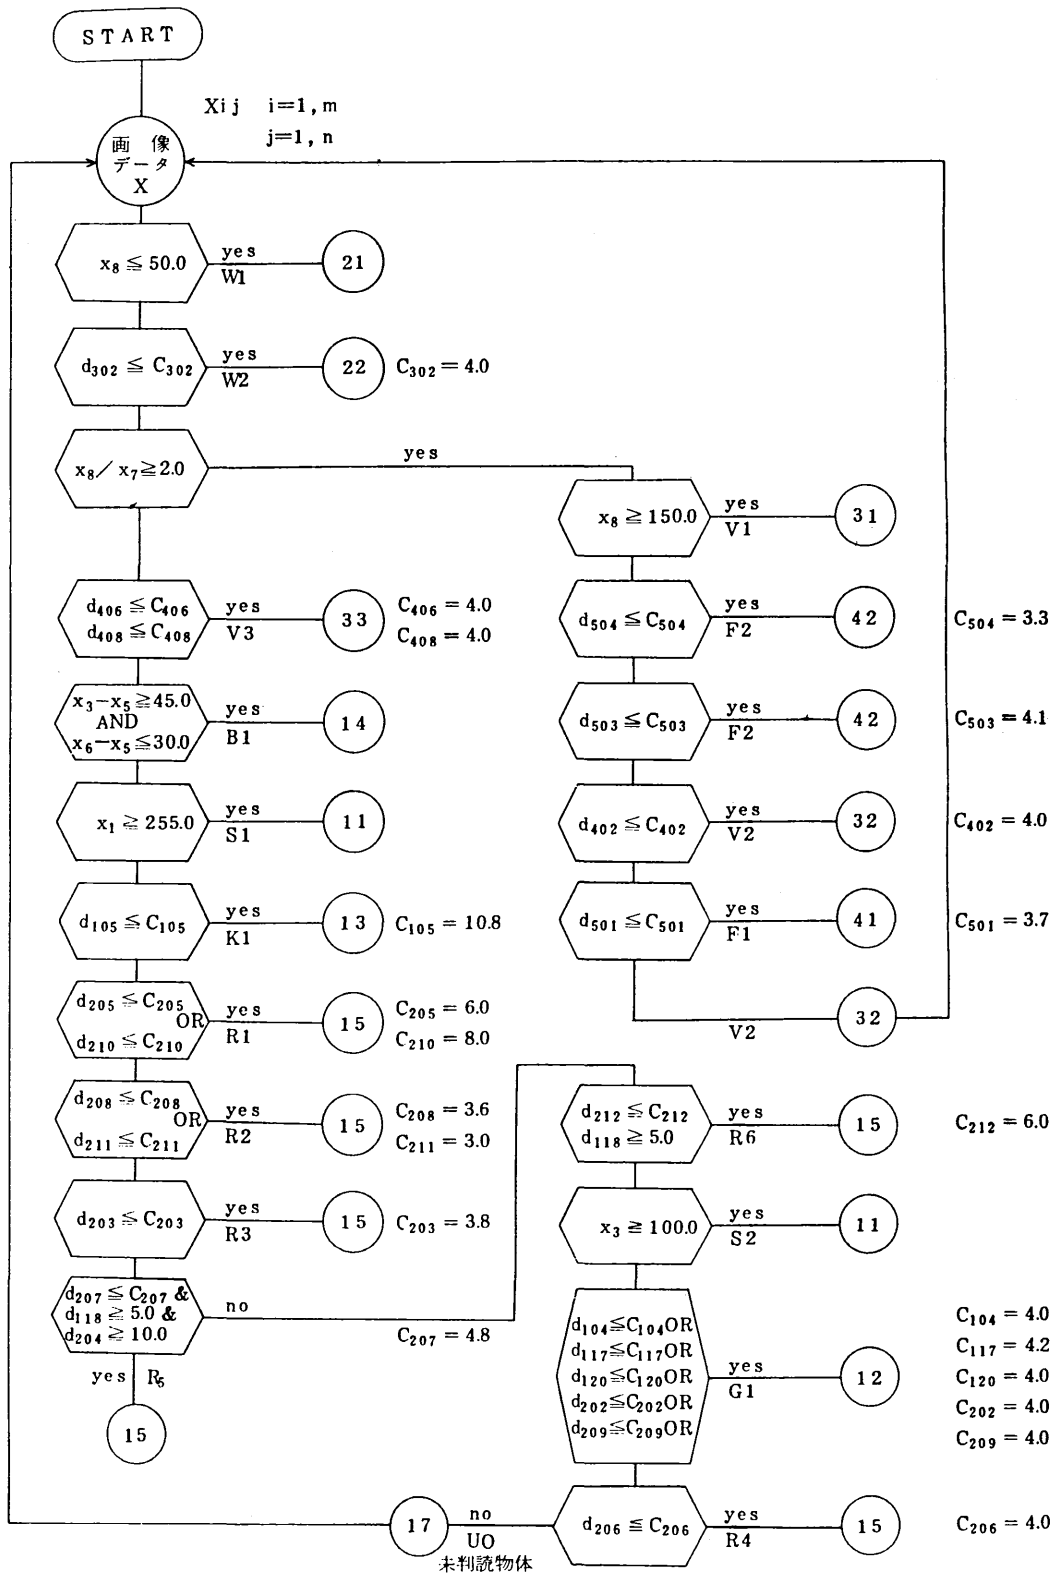 START
Xij i=1,m
j=1,n
画像
データ
X
x₈ ≦ 50.0
yes
W1
21
d₃₀₂ ≦ C₃₀₂
yes
W2
22
C₃₀₂ = 4.0
x₈／x₇≧2.0
yes
x₈ ≧ 150.0
yes
V1
31
d₄₀₆ ≦ C₄₀₆
d₄₀₈ ≦ C₄₀₈
yes
V3
33
C₄₀₆ = 4.0
C₄₀₈ = 4.0
d₅₀₄ ≦ C₅₀₄
yes
F2
42
C₅₀₄ = 3.3
x₃−x₅ ≧45.0
AND
x₆−x₅ ≦30.0
yes
B1
14
d₅₀₃ ≦ C₅₀₃
yes
F2
42
C₅₀₃ = 4.1
x₁ ≧ 255.0
yes
S1
11
d₄₀₂ ≦ C₄₀₂
yes
V2
32
C₄₀₂ = 4.0
d₁₀₅ ≦ C₁₀₅
yes
K1
13
C₁₀₅ = 10.8
d₅₀₁ ≦ C₅₀₁
yes
F1
41
C₅₀₁ = 3.7
d₂₀₅ ≦ C₂₀₅
OR
d₂₁₀ ≦ C₂₁₀
yes
R1
15
C₂₀₅ = 6.0
C₂₁₀ = 8.0
V2
32
d₂₀₈ ≦ C₂₀₈
OR
d₂₁₁ ≦ C₂₁₁
yes
R2
15
C₂₀₈ = 3.6
C₂₁₁ = 3.0
d₂₁₂ ≦ C₂₁₂
d₁₁₈ ≧ 5.0
yes
R6
15
C₂₁₂ = 6.0
d₂₀₃ ≦ C₂₀₃
yes
R3
15
C₂₀₃ = 3.8
x₃ ≧ 100.0
yes
S2
11
d₂₀₇ ≦ C₂₀₇ &
d₁₁₈ ≧ 5.0 &
d₂₀₄ ≧ 10.0
no
C₂₀₇ = 4.8
yes R₅
15
d₁₀₄≦C₁₀₄OR
d₁₁₇≦C₁₁₇OR
d₁₂₀≦C₁₂₀OR
d₂₀₂≦C₂₀₂OR
d₂₀₉≦C₂₀₉OR
yes
G1
12
C₁₀₄ = 4.0
C₁₁₇ = 4.2
C₁₂₀ = 4.0
C₂₀₂ = 4.0
C₂₀₉ = 4.0
17
no
UO
未判読物体
d₂₀₆ ≦ C₂₀₆
yes
R4
15
C₂₀₆ = 4.0